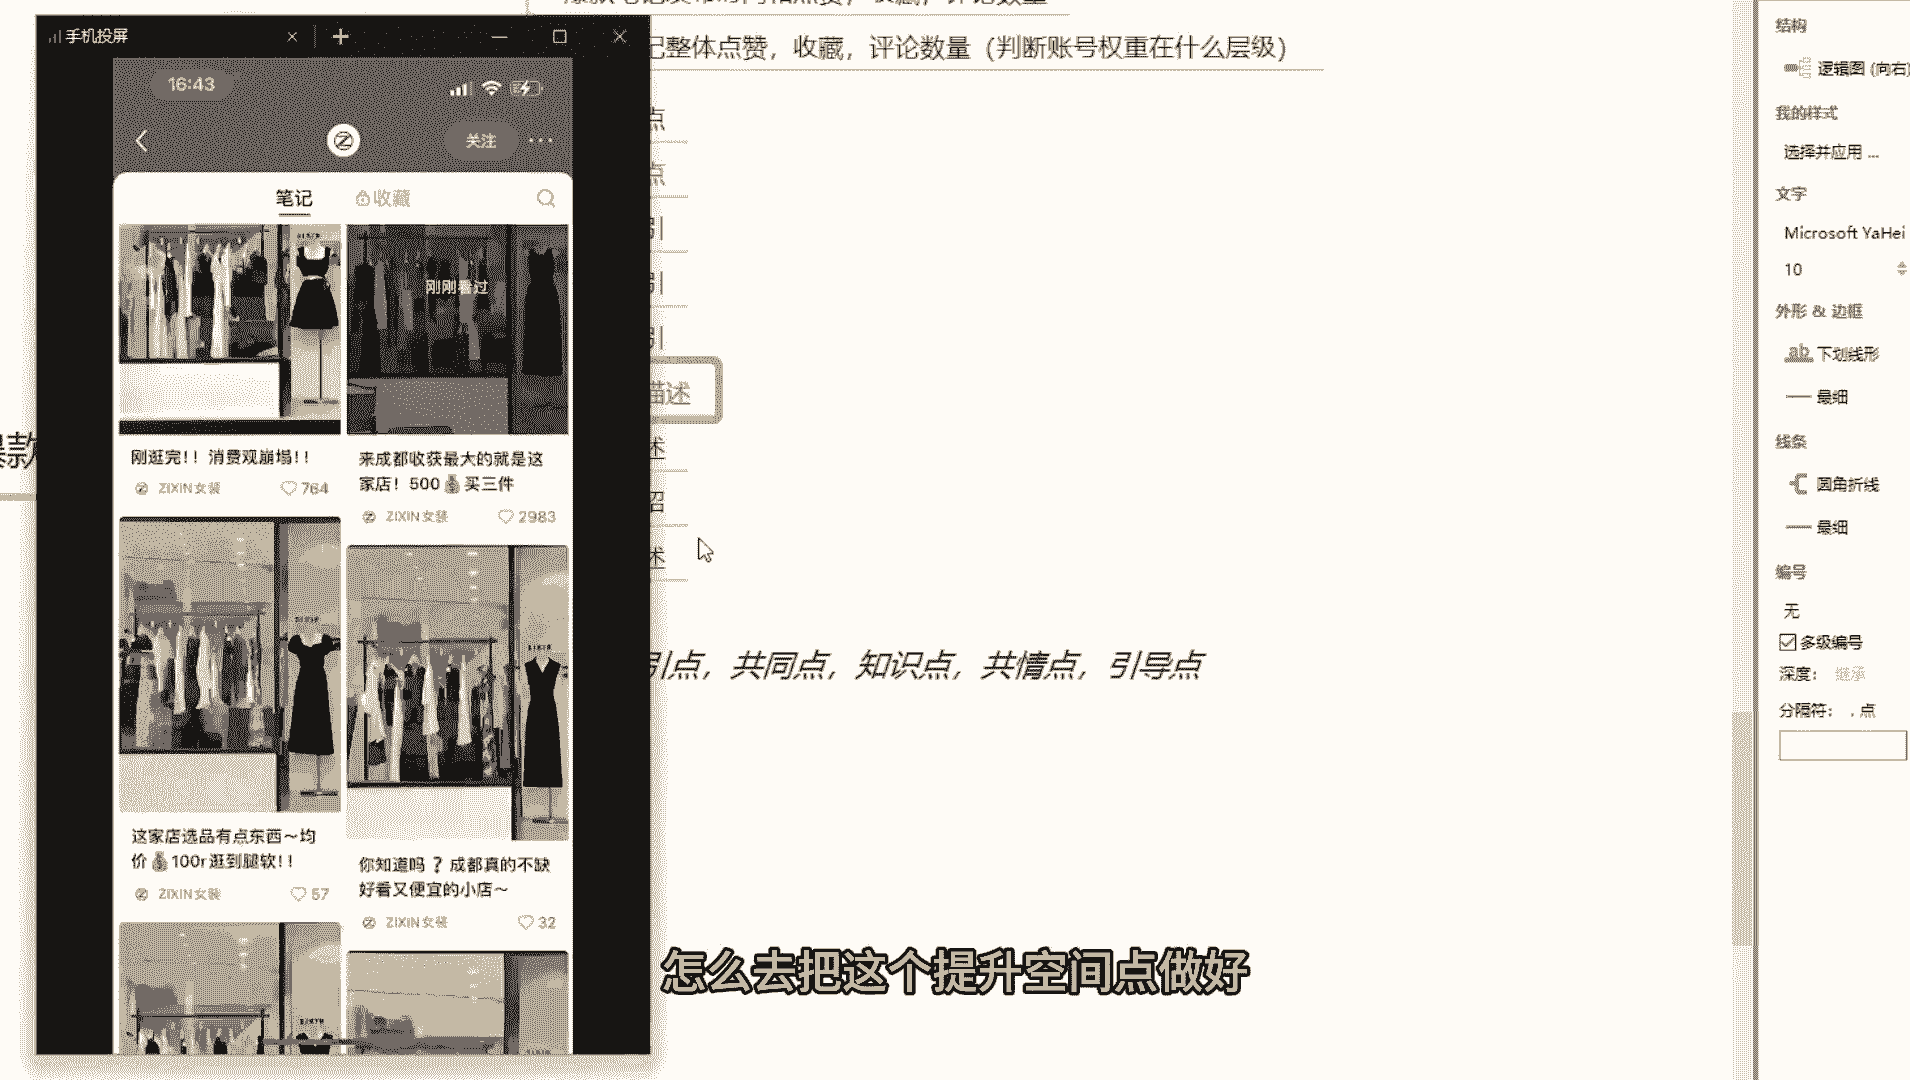 手机投屏
16:43
关注
笔记
收藏
刚刚看过
刚逛完!! 消费观崩塌!!
ZIXIN女装
764
来成都收获最大的就是这
家店! 500💰买三件
ZIXIN女装
2983
这家店选品有点东西~均
价💰100r逛到腿软!!
ZIXIN女装
57
你知道吗？成都真的不缺
好看又便宜的小店~
ZIXIN女装
32
记整体点赞，收藏，评论数量（判断账号权重在什么层级）
点
点
引
引
引
描述
术
绍
术
引点，共同点，知识点，共情点，引导点
怎么去把这个提升空间点做好
结构
逻辑图 (向右)
我的样式
选择并应用 ...
文字
Microsoft YaHei
10
外形 & 边框
ab 下划线形
最细
线条
圆角折线
最细
编号
无
多级编号
深度： 继承
分隔符： . 点